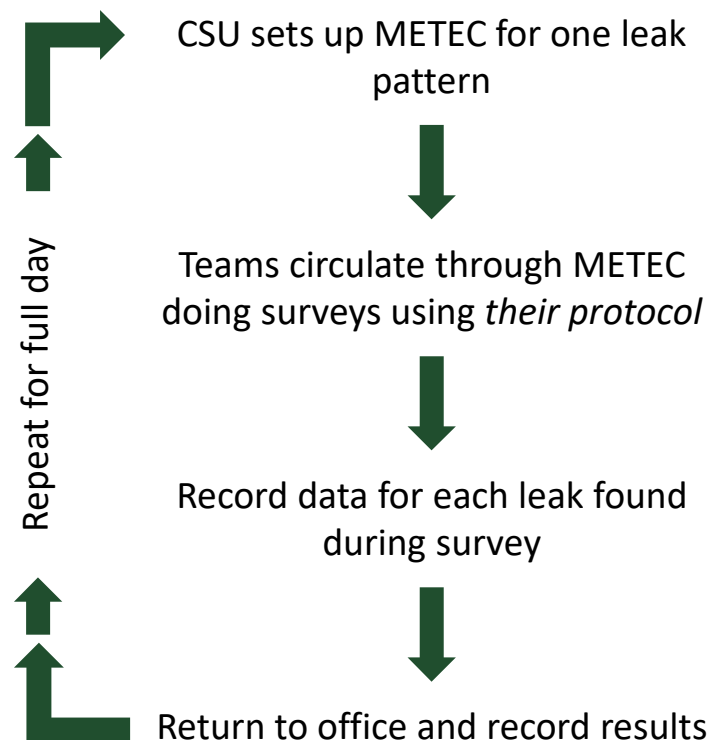 CSU sets up METEC for one leak
pattern
Teams circulate through METEC
doing surveys using their protocol
Record data for each leak found
during survey
Return to office and record results
Repeat for full day